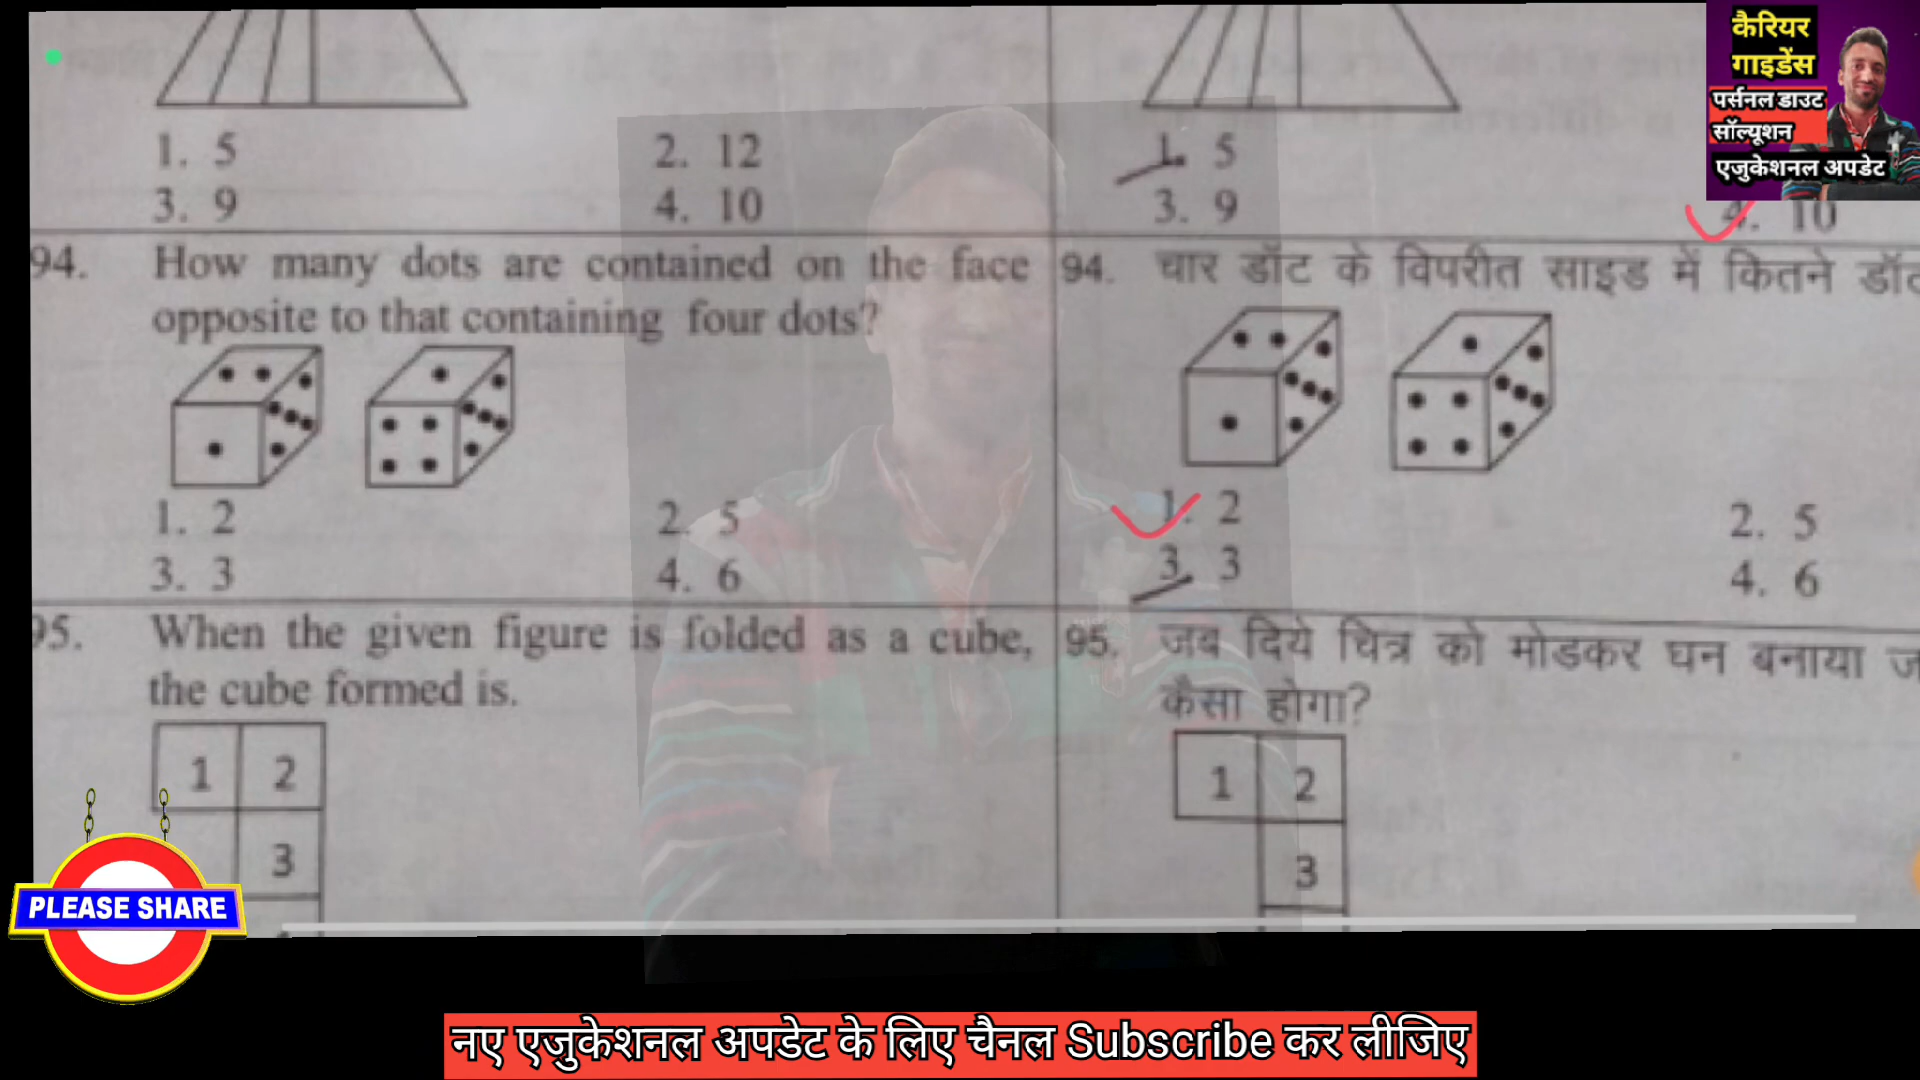 कैरियर
गाइडेंस
पर्सनल डाउट
सॉल्यूशन
एजुकेशनल अपडेट
1. 5
2. 12
3. 9
4. 10
94. How many dots are contained on the face
opposite to that containing four dots?
1. 2
2. 5
3. 3
4. 6
95. When the given figure is folded as a cube,
the cube formed is.
1 2
3
1. 5
3. 9
4. 10
94. चार डॉट के विपरीत साइड में कितने
1. 2
2. 5
3. 3
4. 6
95. जब दिये चित्र को मोडकर घन बनाया
कैसा होगा?
1 2
3
PLEASE SHARE
नए एजुकेशनल अपडेट के लिए चैनल Subscribe कर लीजिए